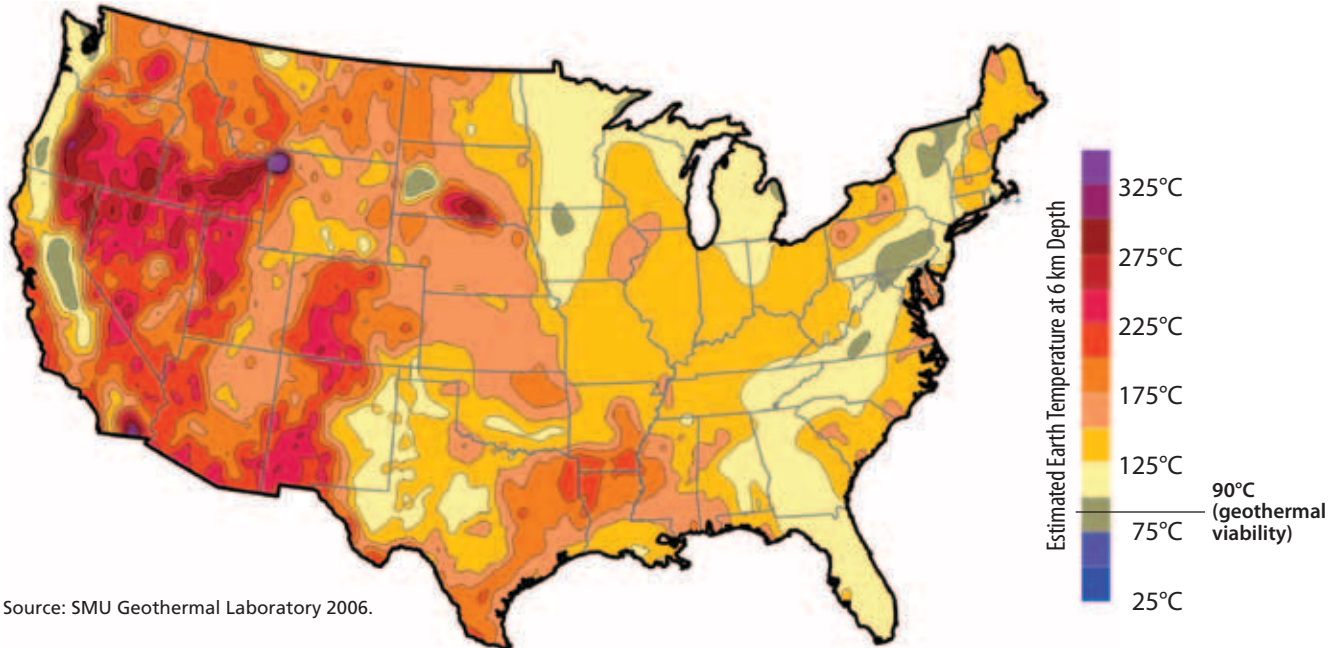 Estimated Earth Temperature at 6 km Depth
325°C
275°C
225°C
175°C
125°C
90°C
(geothermal
viability)
75°C
25°C
Source: SMU Geothermal Laboratory 2006.